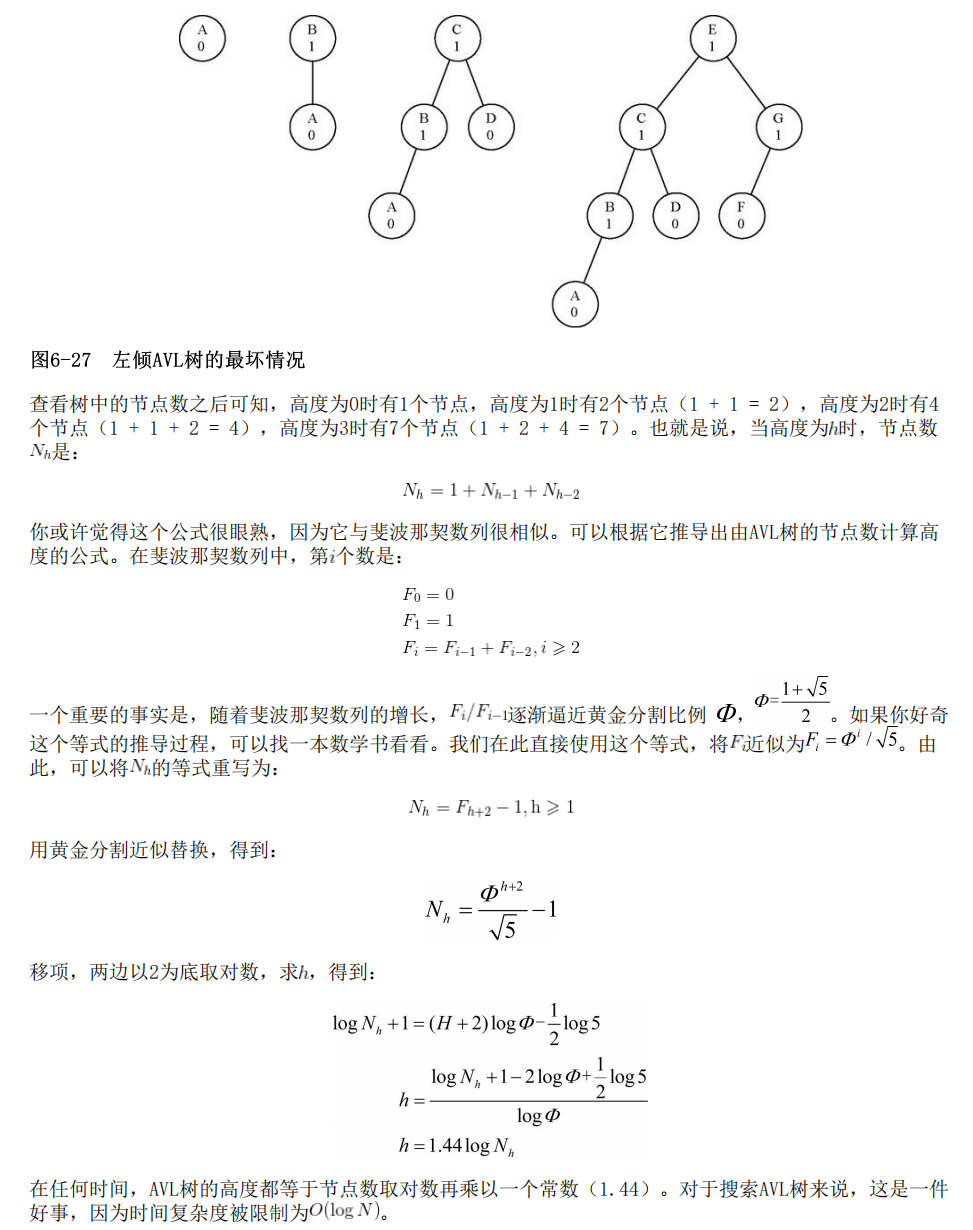 A
0
B
1
A
0
C
1
B
1
D
0
A
0
E
1
C
1
G
1
B
1
D
0
F
0
A
0
图6-27 左倾AVL树的最坏情况
查看树中的节点数之后可知，高度为0时有1个节点，高度为1时有2个节点（1 + 1 = 2），高度为2时有4
个节点（1 + 1 + 2 = 4），高度为3时有7个节点（1 + 2 + 4 = 7）。也就是说，当高度为h时，节点数
N_h是：
N_h = 1 + N_{h-1} + N_{h-2}
你或许觉得这个公式很眼熟，因为它与斐波那契数列很相似。可以根据它推导出由AVL树的节点数计算高
度的公式。在斐波那契数列中，第i个数是：
F_0 = 0
F_1 = 1
F_i = F_{i-1} + F_{i-2}, i ⩾ 2
一个重要的事实是，随着斐波那契数列的增长，F_i/F_{i-1}逐渐逼近黄金分割比例 Φ，Φ=\frac{1+√5}{2}。如果你好奇
这个等式的推导过程，可以找一本数学书看看。我们在此直接使用这个等式，将F_i近似为F_i = Φ^i / √5。由
此，可以将N_h的等式重写为：
N_h = F_{h+2} − 1, h ⩾ 1
用黄金分割近似替换，得到：
N_h = \frac{Φ^{h+2}}{√5} − 1
移项，两边以2为底取对数，求h，得到：
log N_h + 1 = (H + 2) log Φ − \frac{1}{2} log 5
h = \frac{log N_h + 1 − 2 log Φ + \frac{1}{2} log 5}{log Φ}
h = 1.44 log N_h
在任何时间，AVL树的高度都等于节点数取对数再乘以一个常数（1.44）。对于搜索AVL树来说，这是一件
好事，因为时间复杂度被限制为O(log N)。